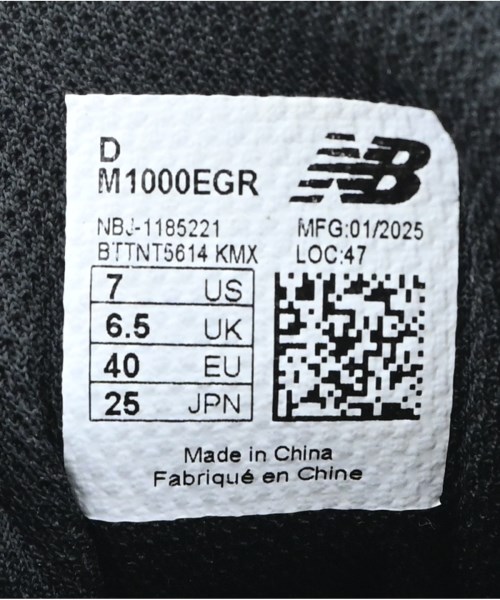 D
M1000EGR
NB
NBJ-1185221
MFG:01/2025
BTTNT5614 KMX
LOC:47
7 US
6.5 UK
40 EU
25 JPN
Made in China
Fabriqué en Chine